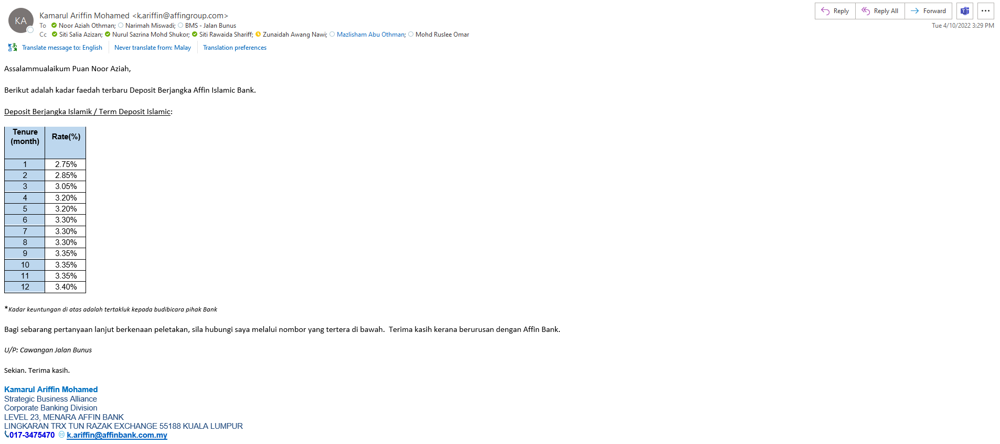 KA
Kamarul Ariffin Mohamed <k.ariffin@affingroup.com>
To Noor Aziah Othman; Narimah Miswadi; BMS - Jalan Bunus
Cc Siti Salia Azizan; Nurul Sazrina Mohd Shukor; Siti Rawaida Shariff; Zunaidah Awang Nawi; Mazlisham Abu Othman; Mohd Ruslee Omar
Reply Reply All Forward
Tue 4/10/2022 3:29 PM
Translate message to: English Never translate from: Malay Translation preferences
Assalammualaikum Puan Noor Aziah,
Berikut adalah kadar faedah terbaru Deposit Berjangka Affin Islamic Bank.
Deposit Berjangka Islamik / Term Deposit Islamic:
Tenure (month) Rate(%)
1 2.75%
2 2.85%
3 3.05%
4 3.20%
5 3.20%
6 3.30%
7 3.30%
8 3.30%
9 3.35%
10 3.35%
11 3.35%
12 3.40%
*Kadar keuntungan di atas adalah tertakluk kepada budibicara pihak Bank
Bagi sebarang pertanyaan lanjut berkenaan peletakan, sila hubungi saya melalui nombor yang tertera di bawah. Terima kasih kerana berurusan dengan Affin Bank.
U/P: Cawangan Jalan Bunus
Sekian. Terima kasih.
Kamarul Ariffin Mohamed
Strategic Business Alliance
Corporate Banking Division
LEVEL 23, MENARA AFFIN BANK
LINGKARAN TRX TUN RAZAK EXCHANGE 55188 KUALA LUMPUR
017-3475470 k.ariffin@affinbank.com.my